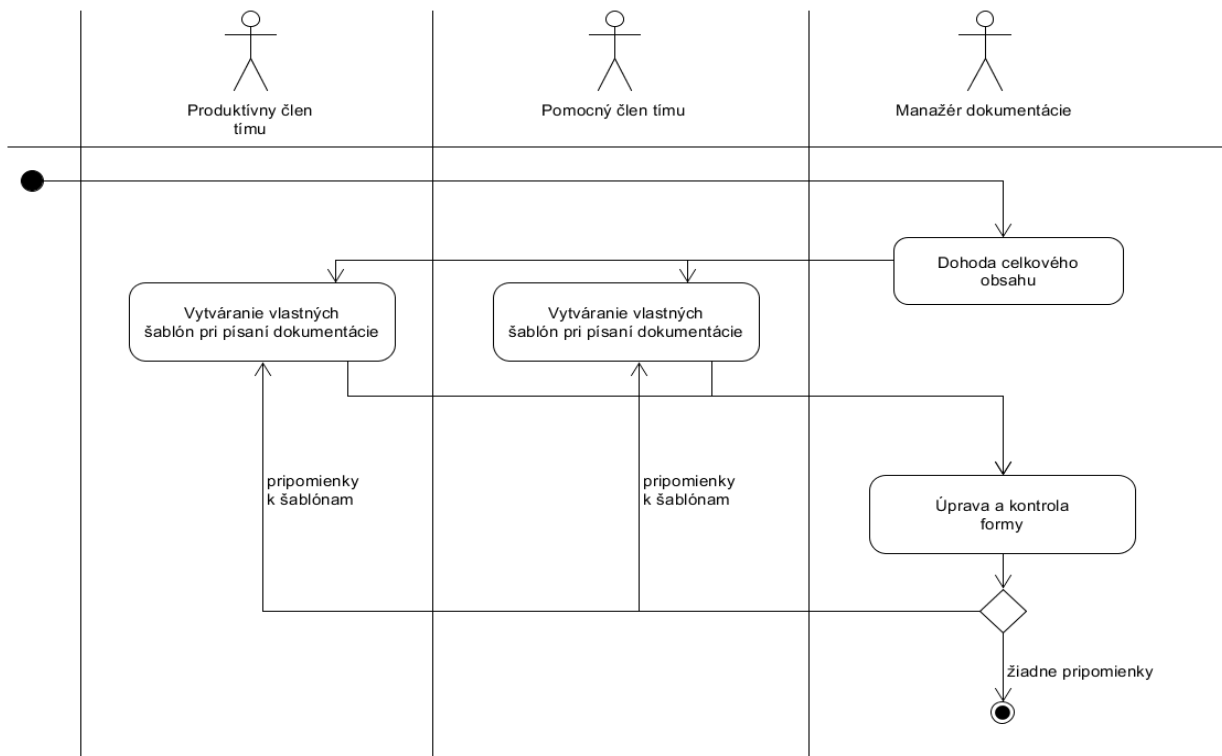 Produktívny člen
tímu
Pomocný člen tímu
Manažér dokumentácie
Dohoda celkového
obsahu
Vytváranie vlastných
šablón pri písaní dokumentácie
Vytváranie vlastných
šablón pri písaní dokumentácie
pripomienky
k šablónam
pripomienky
k šablónam
Úprava a kontrola
formy
žiadne pripomienky